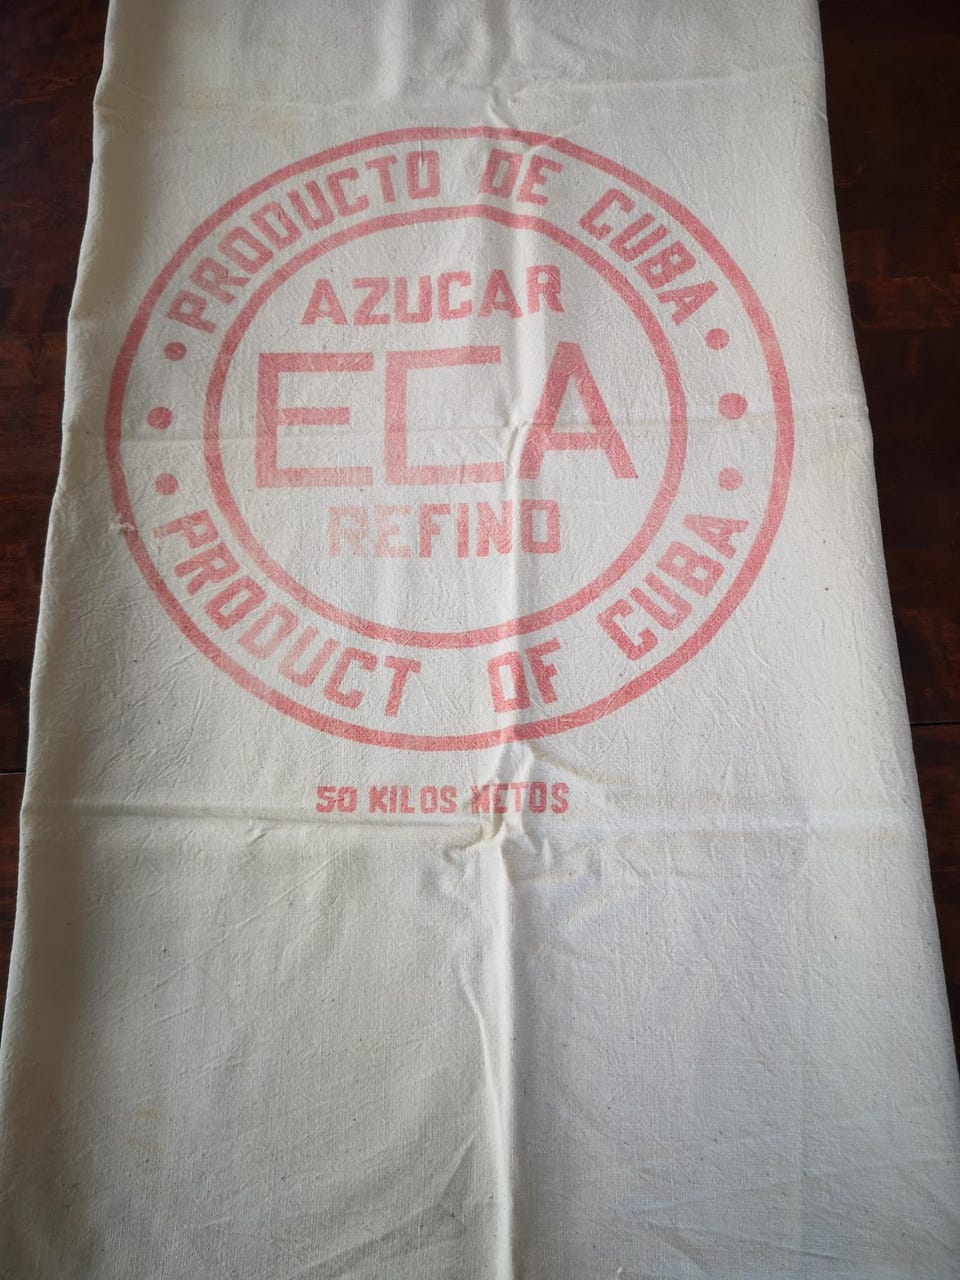 PRODUCTO DE CUBA
AZUCAR
ECA
REFINO
PRODUCT OF CUBA
50 KILOS NETOS